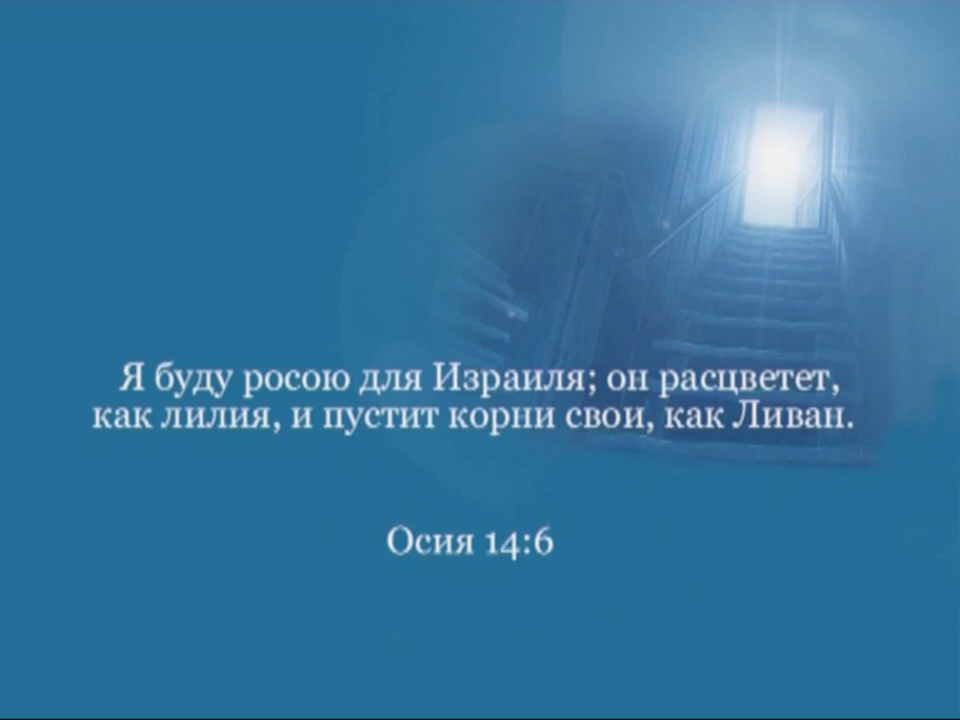 Я буду росою для Израиля; он расцветет,
как лилия, и пустит корни свои, как Ливан.
Осия 14:6